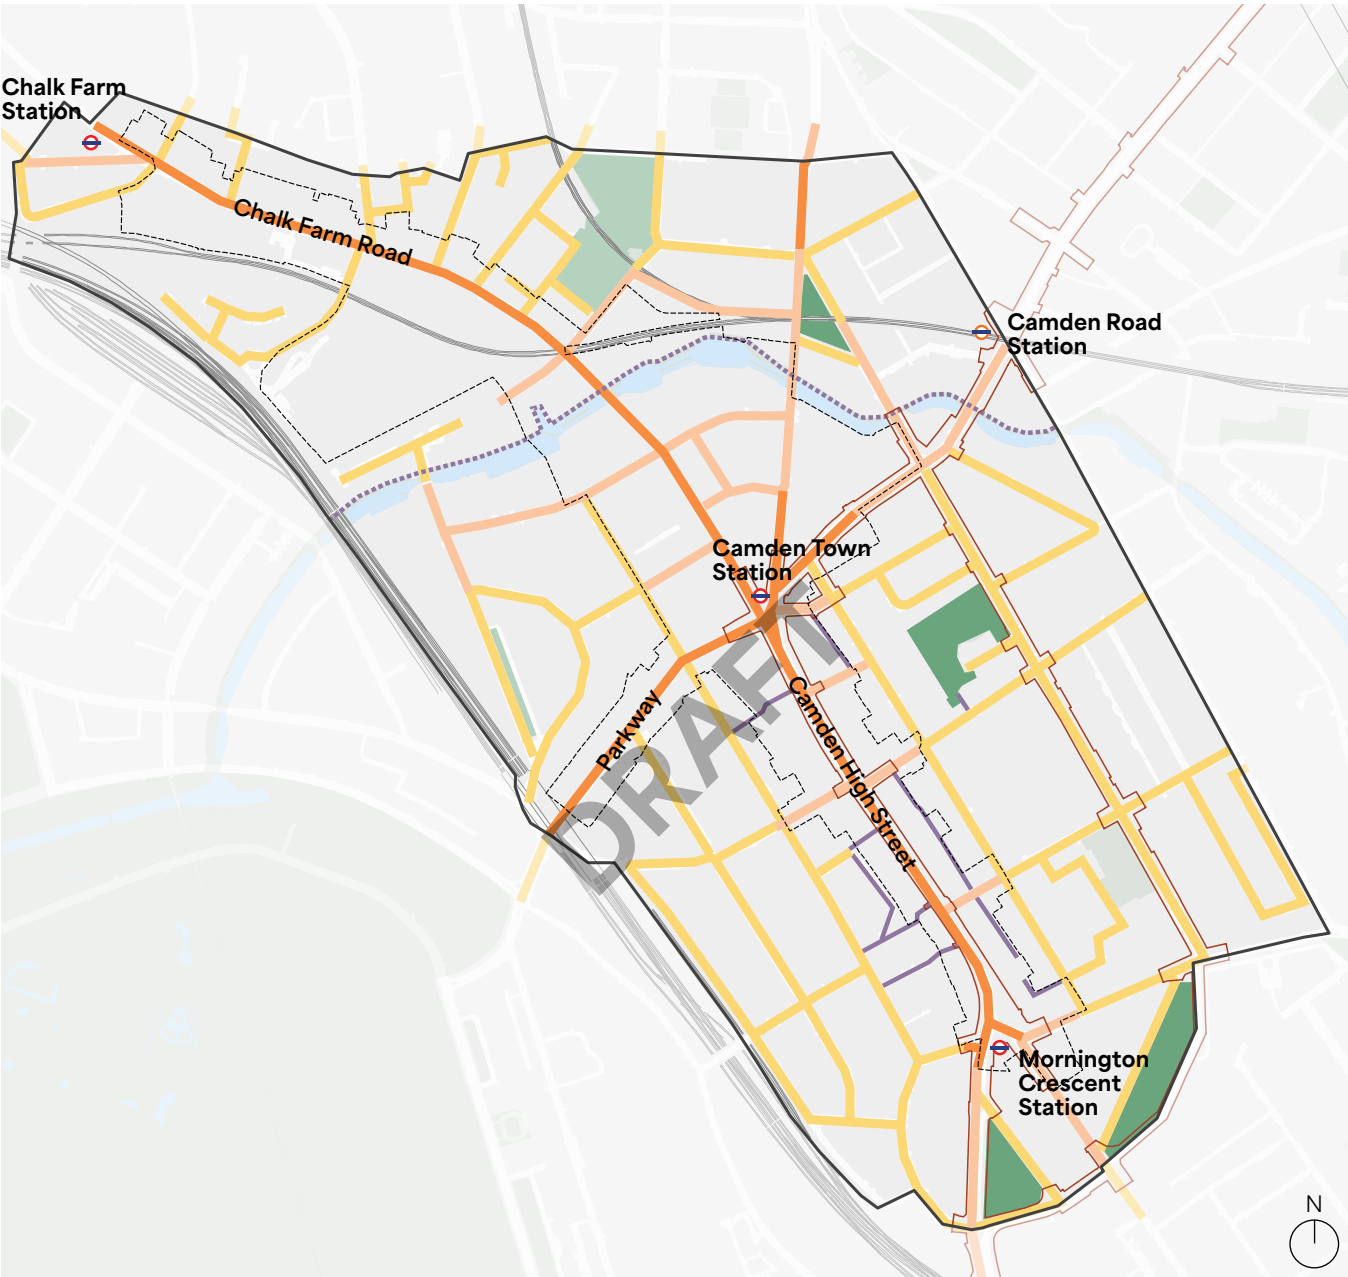 Chalk Farm
Station
Chalk Farm Road
Camden Road
Station
Camden Town
Station
DRAFT
Parkway
Camden High Street
Mornington
Crescent
Station
N